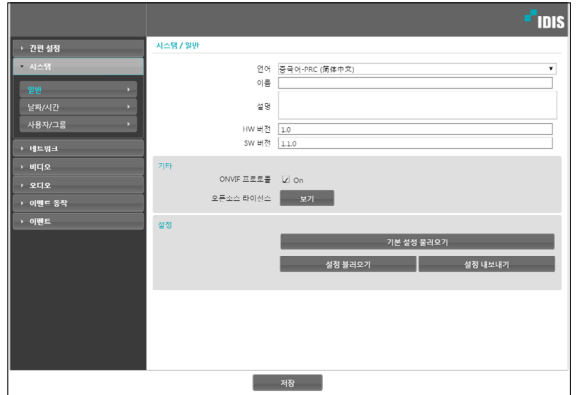 IDIS
간편 설정
시스템
일반
날짜/시간
사용자/그룹
네트워크
비디오
오디오
이벤트 동작
이벤트
시스템 / 일반
언어 중국어-PRC (简体中文)
이름
설명
HW 버전 1.0
SW 버전 1.1.0
기타
ONVIF 프로토콜 On
오픈소스 라이선스 보기
설정
기본 설정 불러오기
설정 불러오기 설정 내보내기
저장